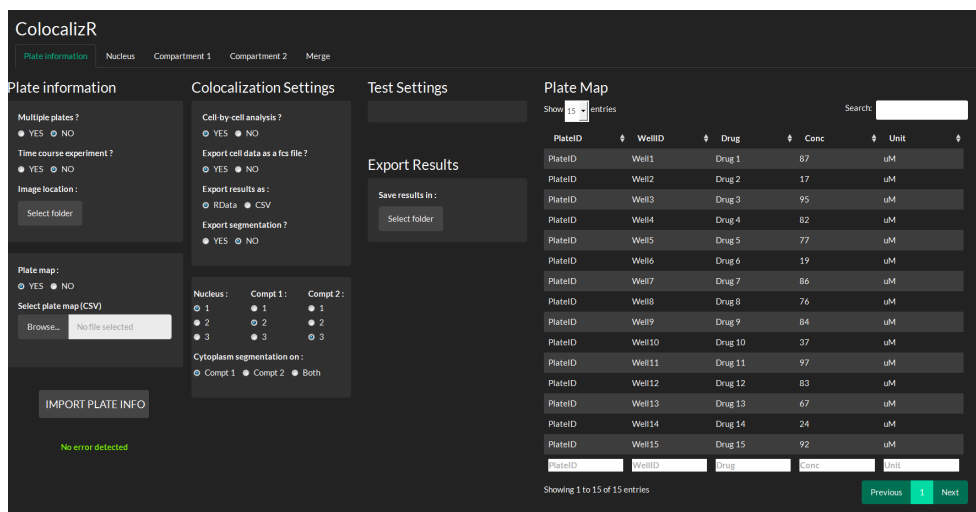 ColocalizR
Plate information Nucleus Compartment 1 Compartment 2 Merge
Plate information
Multiple plates ?
YES NO
Time course experiment ?
YES NO
Image location :
Select folder
Plate map :
YES NO
Select plate map (CSV)
Browse... No file selected
IMPORT PLATE INFO
No error detected
Colocalization Settings
Cell-by-cell analysis ?
YES NO
Export cell data as a fcs file ?
YES NO
Export results as :
RData CSV
Export segmentation ?
YES NO
Nucleus : Compt 1 : Compt 2 :
1 1 1
2 2 2
3 3 3
Cytoplasm segmentation on :
Compt 1 Compt 2 Both
Test Settings
Export Results
Save results in :
Select folder
Plate Map
Show 15 entries Search:
PlateID WellID Drug Conc Unit
PlateID Well1 Drug 1 87 uM
PlateID Well2 Drug 2 17 uM
PlateID Well3 Drug 3 95 uM
PlateID Well4 Drug 4 82 uM
PlateID Well5 Drug 5 77 uM
PlateID Well6 Drug 6 19 uM
PlateID Well7 Drug 7 86 uM
PlateID Well8 Drug 8 76 uM
PlateID Well9 Drug 9 84 uM
PlateID Well10 Drug 10 37 uM
PlateID Well11 Drug 11 97 uM
PlateID Well12 Drug 12 83 uM
PlateID Well13 Drug 13 67 uM
PlateID Well14 Drug 14 24 uM
PlateID Well15 Drug 15 92 uM
PlateID WellID Drug Conc Unit
Showing 1 to 15 of 15 entries
Previous 1 Next